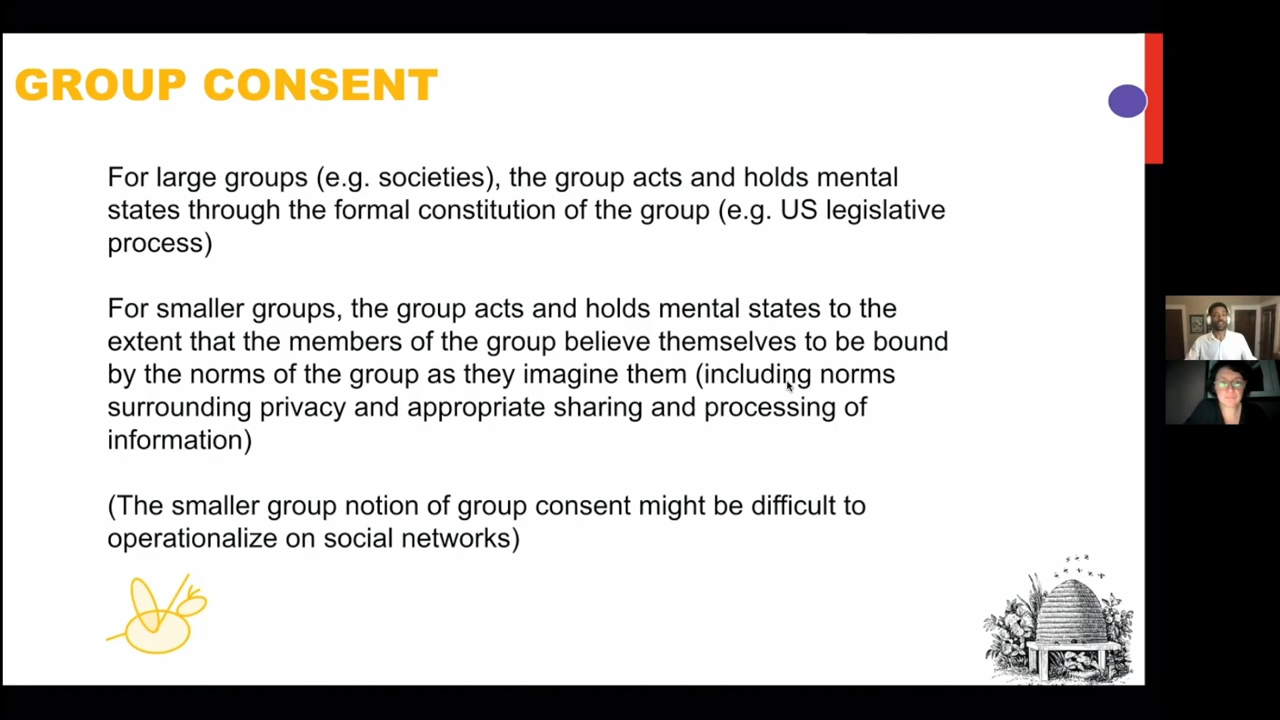 GROUP CONSENT
For large groups (e.g. societies), the group acts and holds mental
states through the formal constitution of the group (e.g. US legislative
process)
For smaller groups, the group acts and holds mental states to the
extent that the members of the group believe themselves to be bound
by the norms of the group as they imagine them (including norms
surrounding privacy and appropriate sharing and processing of
information)
(The smaller group notion of group consent might be difficult to
operationalize on social networks)